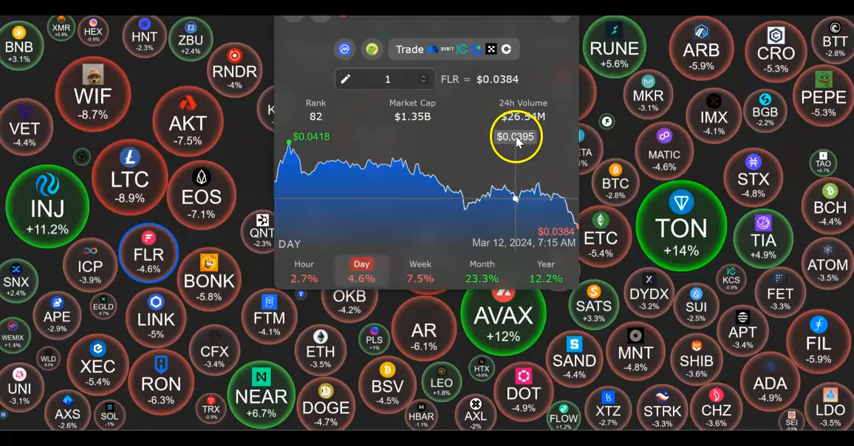 BNB
+3.1%
XMR
HEX
HNT
-2.3%
ZBU
+2.4%
RNDR
-4%
WIF
-8.7%
VET
-4.4%
AKT
-7.5%
LTC
-8.9%
EOS
-7.1%
INJ
+11.2%
FLR
-4.6%
QNT
-2.3%
ICP
-3.9%
BONK
-5.8%
SNX
+2.4%
APE
-2.9%
EGLD
LINK
-5%
FTM
-4.1%
OKB
-4.2%
WEMIX
+1.4%
WLD
XEC
-5.4%
CFX
-3.4%
ETH
-3.5%
PLS
+1%
AR
-6.1%
AVAX
+12%
UNI
-3.1%
RON
-6.3%
NEAR
+6.7%
DOGE
-4.7%
BSV
-4.5%
LEO
+1.8%
HTX
AXS
-2.6%
SOL
-1%
TRX
HBAR
-1.1%
AXL
-2%
DOT
-4.9%
Trade
BYBIT
1
FLR = $0.0384
Rank
82
Market Cap
$1.35B
24h Volume
$26.54M
$0.0418
$0.0395
$0.0384
DAY
Mar 12, 2024, 7:15 AM
Hour
2.7%
Day
4.6%
Week
7.5%
Month
23.3%
Year
12.2%
RUNE
+5.6%
ARB
-5.9%
CRO
-5.3%
BTT
-2.8%
MKR
-3.1%
IMX
-4.1%
BGB
-2.2%
PEPE
-5.3%
MATIC
-4.6%
BTC
-2.8%
STX
-4.8%
TAO
BCH
-4.4%
ETC
-5.4%
TON
+14%
TIA
+4.9%
ATOM
-3.5%
SATS
+3.3%
DYDX
-3.2%
SUI
-2.5%
KCS
FET
-3.3%
APT
-3.4%
FIL
-5.9%
SAND
-4.4%
MNT
-4.8%
SHIB
-3.6%
ADA
-4.9%
FLOW
+1.2%
XTZ
-2.7%
STRK
-3.3%
CHZ
-3.6%
SEI
LDO
-3.5%